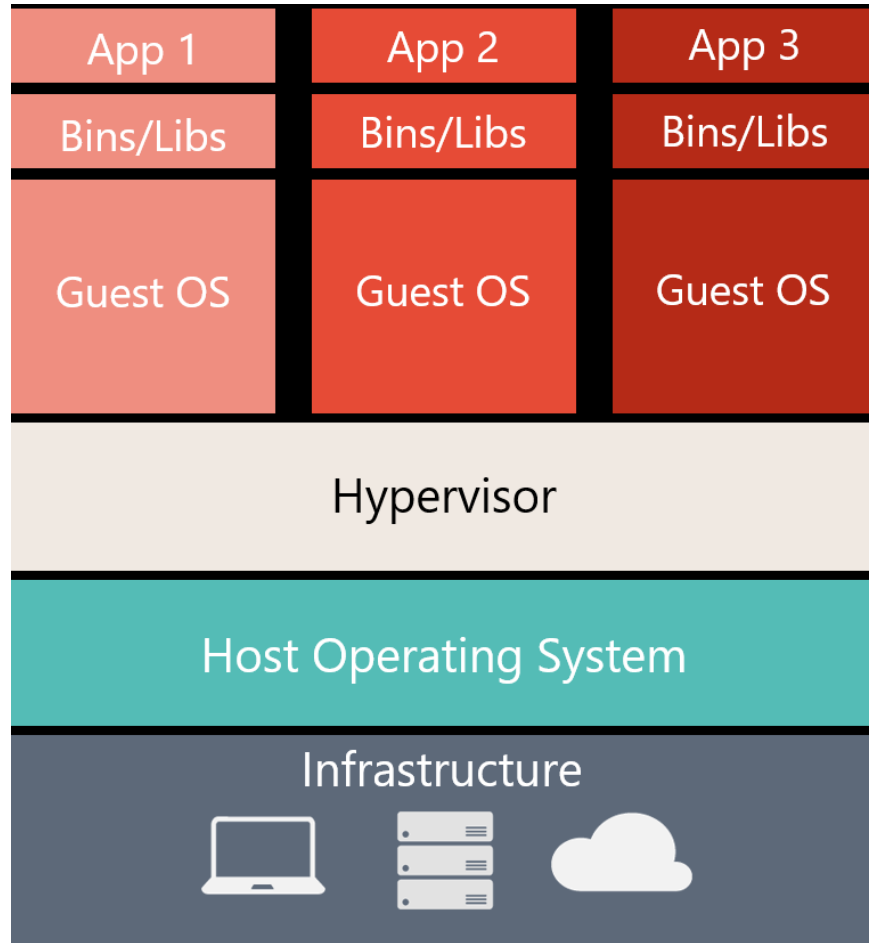 App 1
App 2
App 3
Bins/Libs
Bins/Libs
Bins/Libs
Guest OS
Guest OS
Guest OS
Hypervisor
Host Operating System
Infrastructure